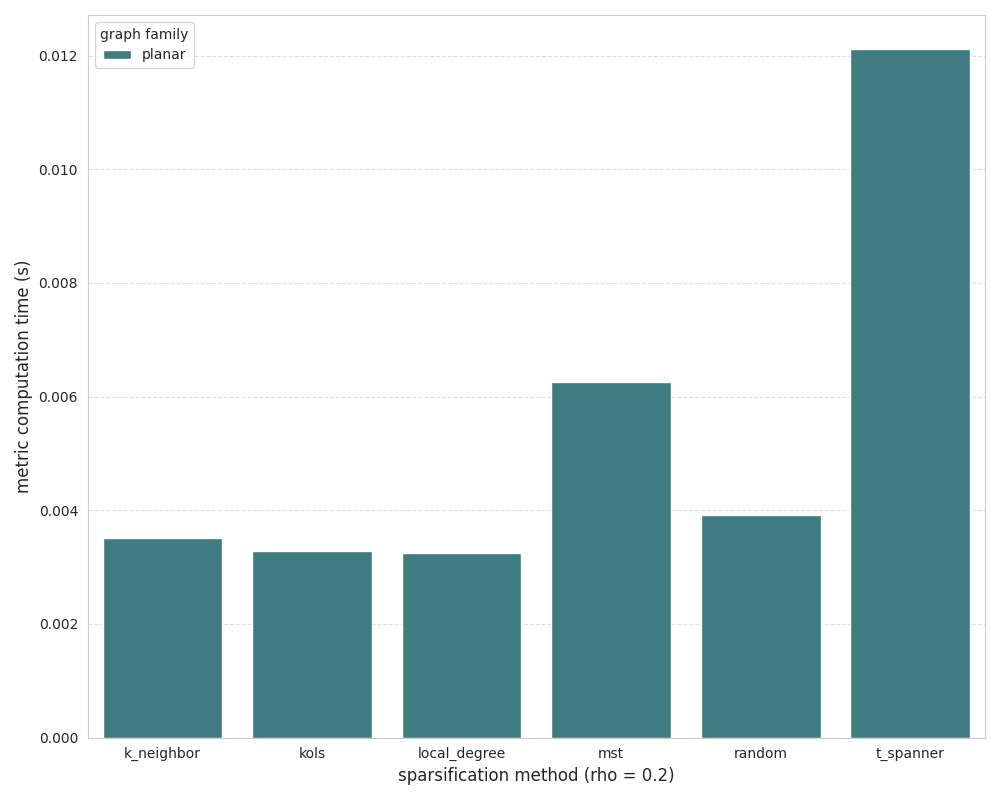 graph family
planar
metric computation time (s)
0.012
0.010
0.008
0.006
0.004
0.002
0.000
k_neighbor
kols
local_degree
mst
random
t_spanner
sparsification method (rho = 0.2)